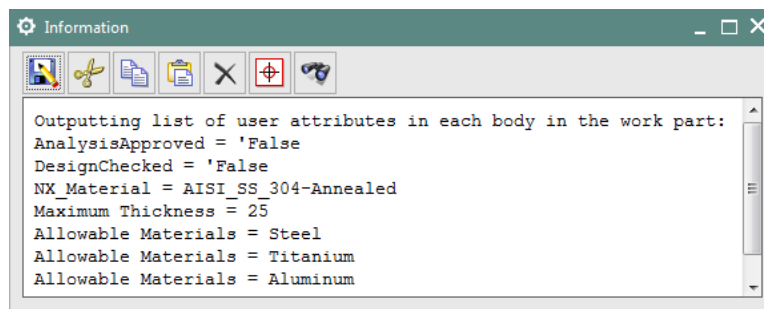 Information
Outputting list of user attributes in each body in the work part:
AnalysisApproved = 'False
DesignChecked = 'False
NX_Material = AISI_SS_304-Annealed
Maximum Thickness = 25
Allowable Materials = Steel
Allowable Materials = Titanium
Allowable Materials = Aluminum